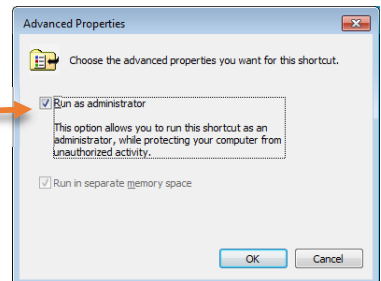 Advanced Properties
Choose the advanced properties you want for this shortcut.
Run as administrator
This option allows you to run this shortcut as an
administrator, while protecting your computer from
unauthorized activity.
Run in separate memory space
OK
Cancel